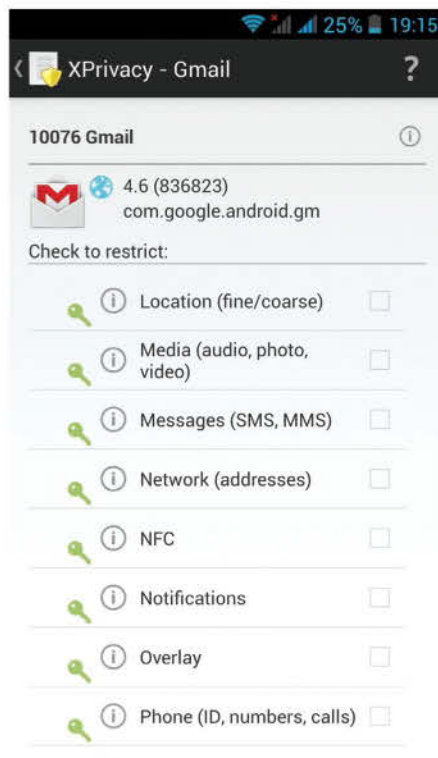 25% 19:15
XPrivacy - Gmail ?
10076 Gmail
4.6 (836823)
com.google.android.gm
Check to restrict:
Location (fine/coarse)
Media (audio, photo,
video)
Messages (SMS, MMS)
Network (addresses)
NFC
Notifications
Overlay
Phone (ID, numbers, calls)